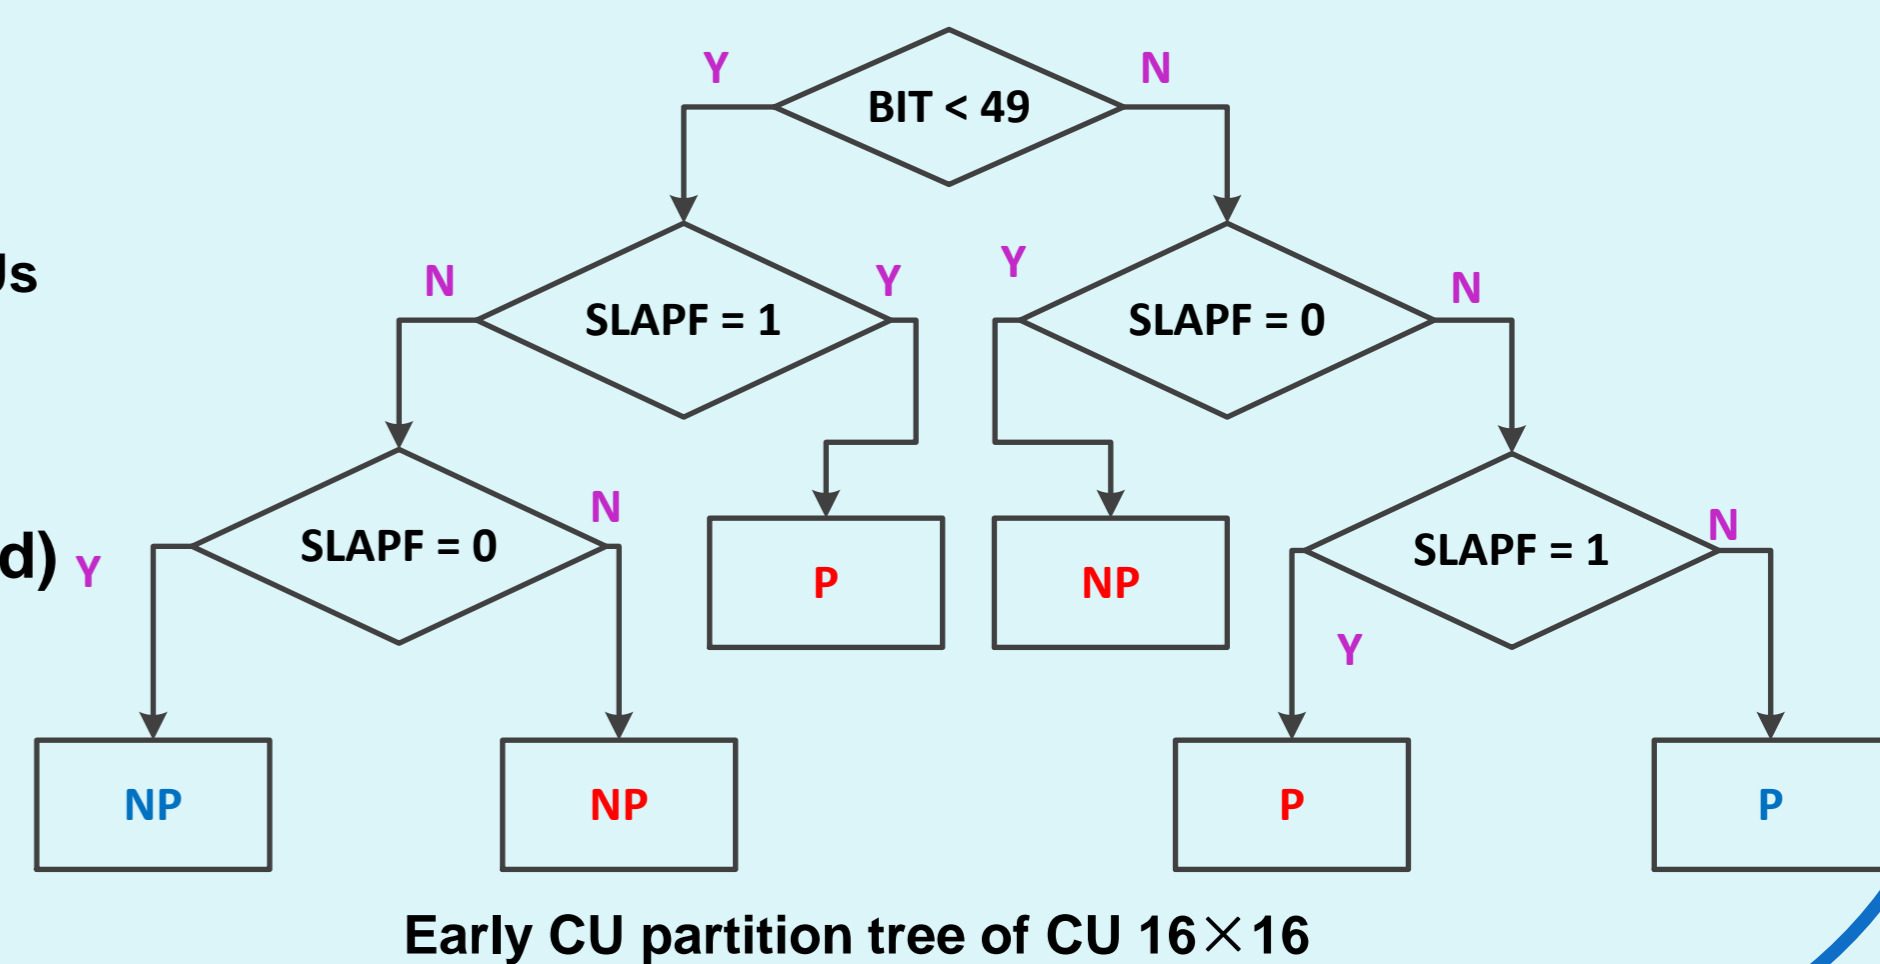 Y
N
BIT < 49
Us
N
Y
Y
N
SLAPF = 1
SLAPF = 0
d)
Y
N
N
SLAPF = 0
P
NP
SLAPF = 1
Y
NP
NP
P
P
Early CU partition tree of CU 16×16